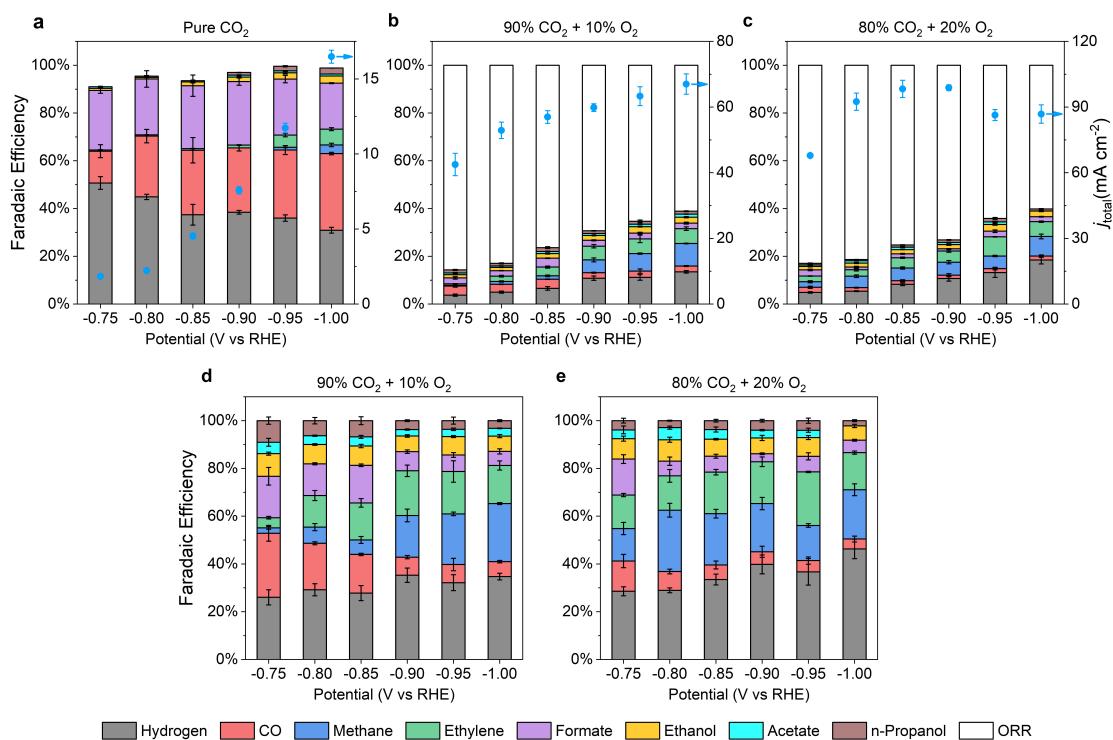 a
Pure CO2
Faradaic Efficiency
100%
80%
60%
40%
20%
0%
15
10
5
0
-0.75 -0.80 -0.85 -0.90 -0.95 -1.00
Potential (V vs RHE)
b
90% CO2 + 10% O2
100%
80%
60%
40%
20%
0%
80
60
40
20
0
-0.75 -0.80 -0.85 -0.90 -0.95 -1.00
Potential (V vs RHE)
c
80% CO2 + 20% O2
100%
80%
60%
40%
20%
0%
120
90
60
30
0
jtotal(mA cm-2)
-0.75 -0.80 -0.85 -0.90 -0.95 -1.00
Potential (V vs RHE)
d
90% CO2 + 10% O2
Faradaic Efficiency
100%
80%
60%
40%
20%
0%
-0.75 -0.80 -0.85 -0.90 -0.95 -1.00
Potential (V vs RHE)
e
80% CO2 + 20% O2
100%
80%
60%
40%
20%
0%
-0.75 -0.80 -0.85 -0.90 -0.95 -1.00
Potential (V vs RHE)
Hydrogen CO Methane Ethylene Formate Ethanol Acetate n-Propanol ORR